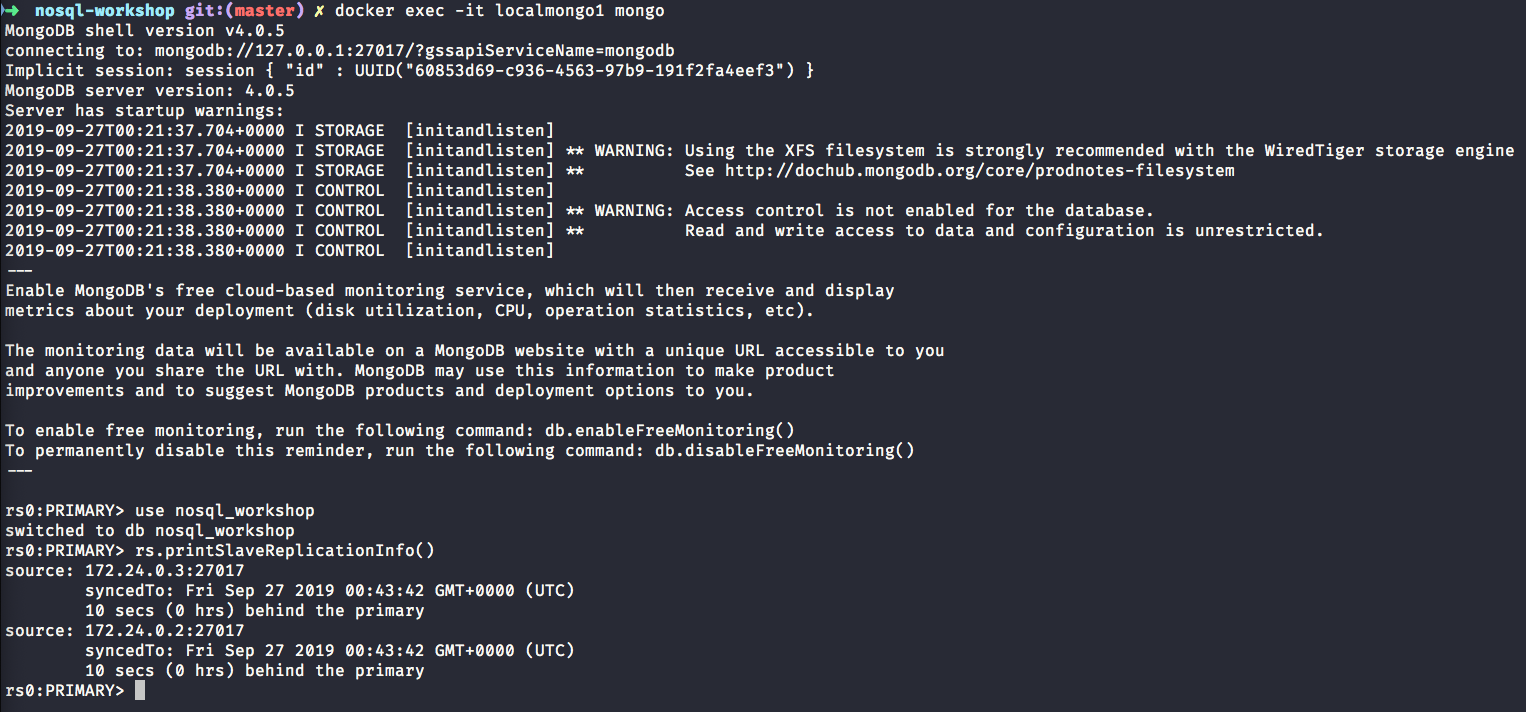 → nosql-workshop git:(master) ✗ docker exec -it localmongo1 mongo
MongoDB shell version v4.0.5
connecting to: mongodb://127.0.0.1:27017/?gssapiServiceName=mongodb
Implicit session: session { "id" : UUID("60853d69-c936-4563-97b9-191f2fa4eef3") }
MongoDB server version: 4.0.5
Server has startup warnings:
2019-09-27T00:21:37.704+0000 I STORAGE  [initandlisten]
2019-09-27T00:21:37.704+0000 I STORAGE  [initandlisten] ** WARNING: Using the XFS filesystem is strongly recommended with the WiredTiger storage engine
2019-09-27T00:21:37.704+0000 I STORAGE  [initandlisten] **          See http://dochub.mongodb.org/core/prodnotes-filesystem
2019-09-27T00:21:38.380+0000 I CONTROL  [initandlisten]
2019-09-27T00:21:38.380+0000 I CONTROL  [initandlisten] ** WARNING: Access control is not enabled for the database.
2019-09-27T00:21:38.380+0000 I CONTROL  [initandlisten] **          Read and write access to data and configuration is unrestricted.
2019-09-27T00:21:38.380+0000 I CONTROL  [initandlisten]
---
Enable MongoDB's free cloud-based monitoring service, which will then receive and display
metrics about your deployment (disk utilization, CPU, operation statistics, etc).

The monitoring data will be available on a MongoDB website with a unique URL accessible to you
and anyone you share the URL with. MongoDB may use this information to make product
improvements and to suggest MongoDB products and deployment options to you.

To enable free monitoring, run the following command: db.enableFreeMonitoring()
To permanently disable this reminder, run the following command: db.disableFreeMonitoring()
---

rs0:PRIMARY> use nosql_workshop
switched to db nosql_workshop
rs0:PRIMARY> rs.printSlaveReplicationInfo()
source: 172.24.0.3:27017
        syncedTo: Fri Sep 27 2019 00:43:42 GMT+0000 (UTC)
        10 secs (0 hrs) behind the primary
source: 172.24.0.2:27017
        syncedTo: Fri Sep 27 2019 00:43:42 GMT+0000 (UTC)
        10 secs (0 hrs) behind the primary
rs0:PRIMARY>